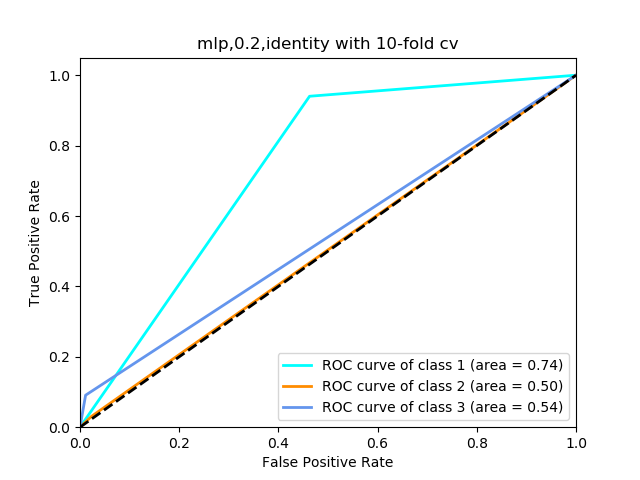 mlp,0.2,identity with 10-fold cv
1.0
0.8
0.6
0.4
0.2
0.0
True Positive Rate
ROC curve of class 1 (area = 0.74)
ROC curve of class 2 (area = 0.50)
ROC curve of class 3 (area = 0.54)
0.0 0.2 0.4 0.6 0.8 1.0
False Positive Rate